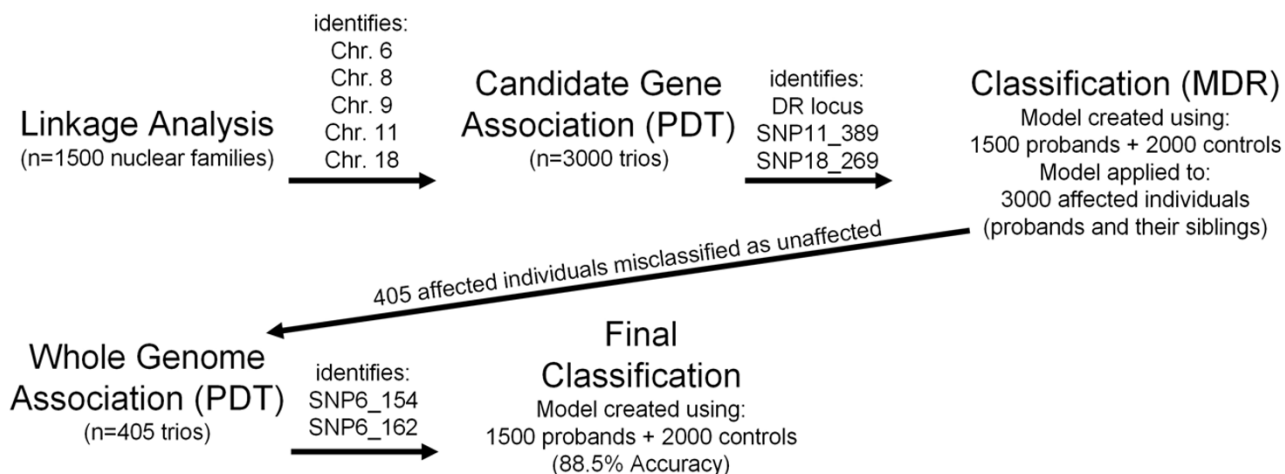 Linkage Analysis
(n=1500 nuclear families)
identifies:
Chr. 6
Chr. 8
Chr. 9
Chr. 11
Chr. 18
Candidate Gene
Association (PDT)
(n=3000 trios)
identifies:
DR locus
SNP11_389
SNP18_269
Classification (MDR)
Model created using:
1500 probands + 2000 controls
Model applied to:
3000 affected individuals
(probands and their siblings)
405 affected individuals misclassified as unaffected
Whole Genome
Association (PDT)
(n=405 trios)
identifies:
SNP6_154
SNP6_162
Final
Classification
Model created using:
1500 probands + 2000 controls
(88.5% Accuracy)